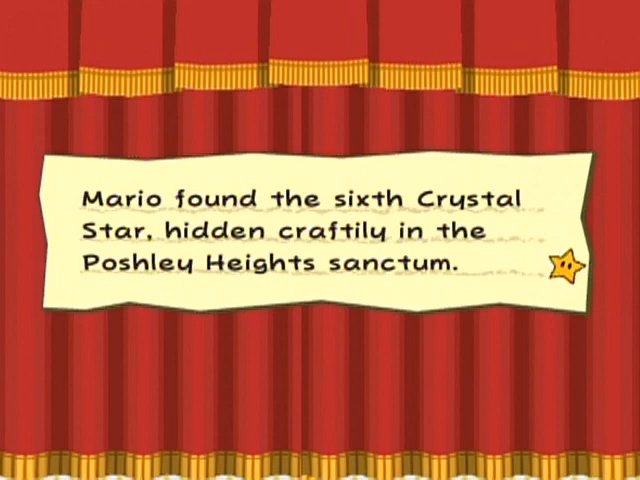 Mario found the sixth Crystal
Star, hidden craftily in the
Poshley Heights sanctum.